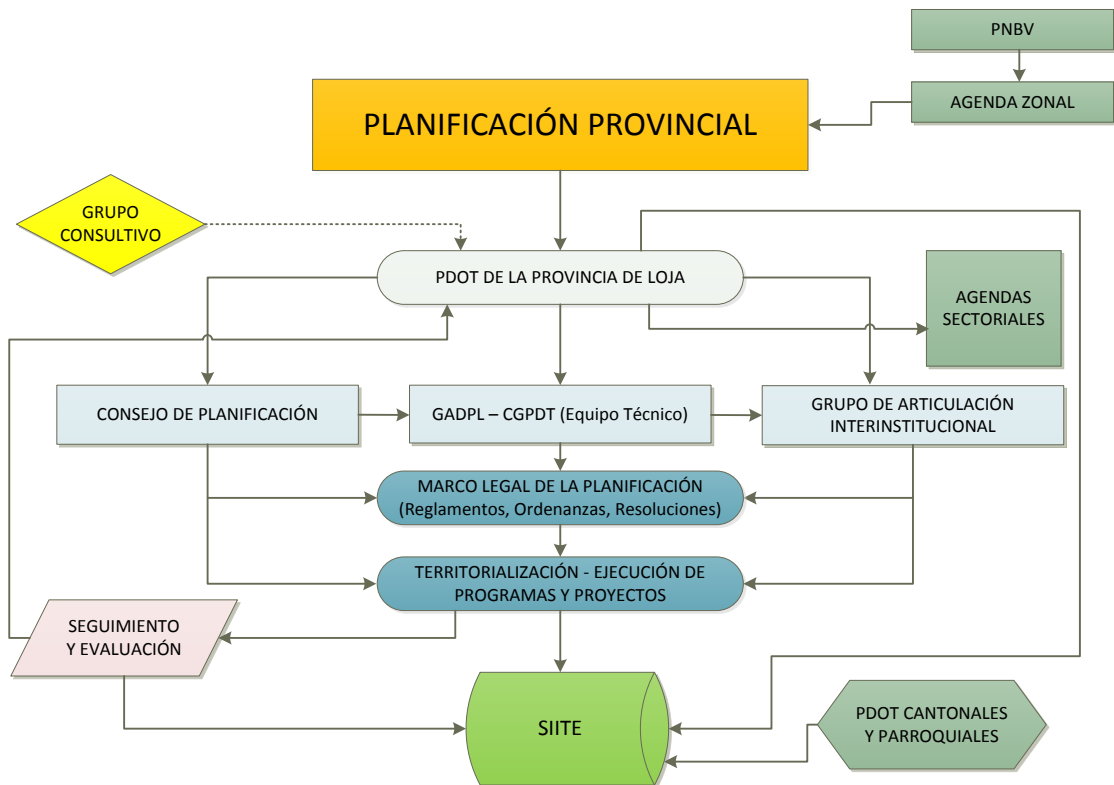 PNBV
AGENDA ZONAL
PLANIFICACIÓN PROVINCIAL
GRUPO
CONSULTIVO
PDOT DE LA PROVINCIA DE LOJA
AGENDAS
SECTORIALES
CONSEJO DE PLANIFICACIÓN
GADPL – CGPDT (Equipo Técnico)
GRUPO DE ARTICULACIÓN
INTERINSTITUCIONAL
MARCO LEGAL DE LA PLANIFICACIÓN
(Reglamentos, Ordenanzas, Resoluciones)
TERRITORIALIZACIÓN - EJECUCIÓN DE
PROGRAMAS Y PROYECTOS
SEGUIMIENTO
Y EVALUACIÓN
SIITE
PDOT CANTONALES
Y PARROQUIALES